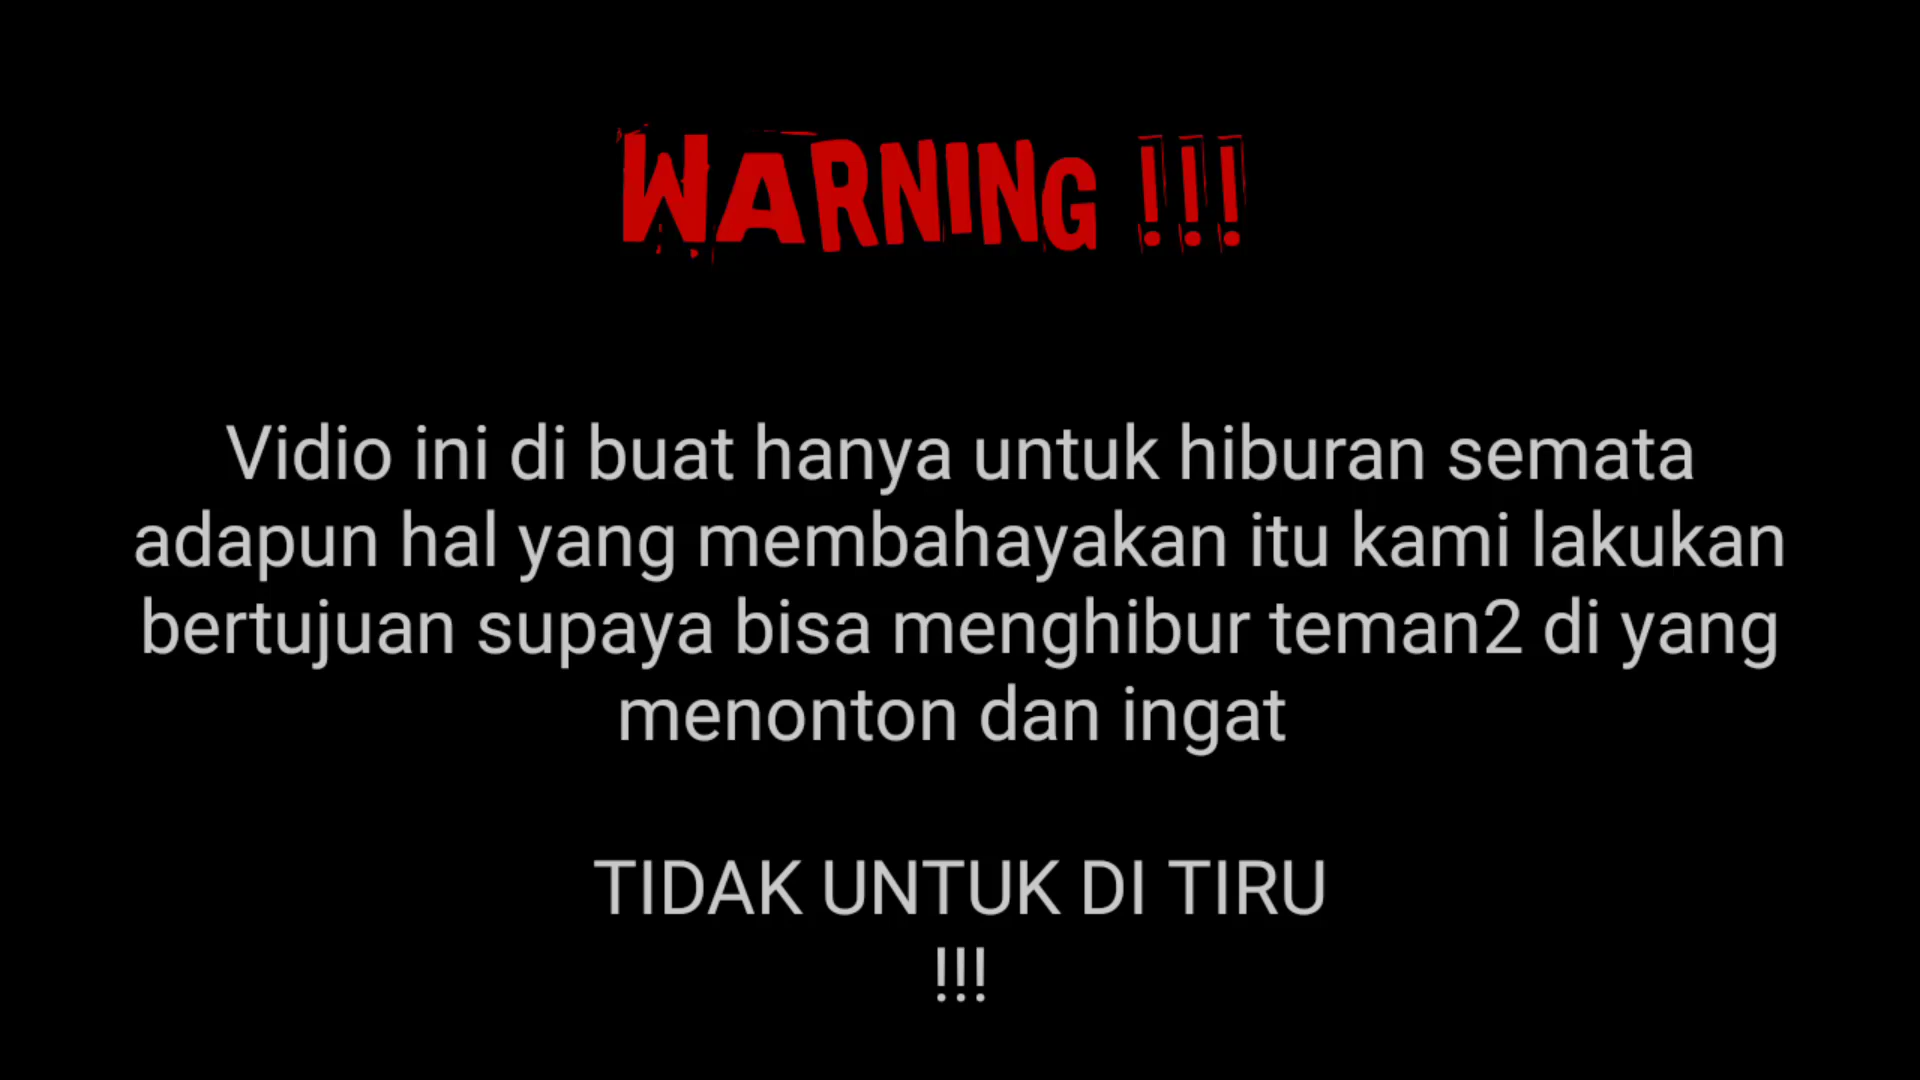 WARNING !!!
Vidio ini di buat hanya untuk hiburan semata
adapun hal yang membahayakan itu kami lakukan
bertujuan supaya bisa menghibur teman2 di yang
menonton dan ingat
TIDAK UNTUK DI TIRU
!!!